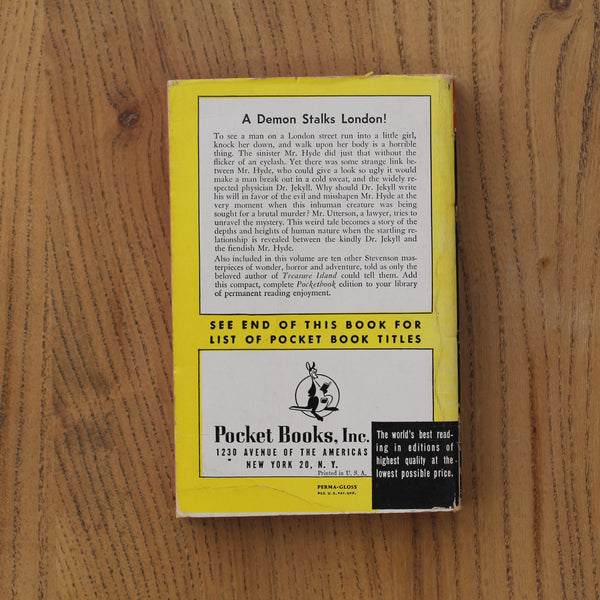 A Demon Stalks London!
To see a man on a London street run into a little girl,
knock her down, and walk upon her body is a horrible
thing. The sinister Mr. Hyde did just that without the
flicker of an eyelash. Yet there was some strange link be-
tween Mr. Hyde, who could give a look so ugly it would
make a man break out in a cold sweat, and the widely re-
spected physician Dr. Jekyll. Why should Dr. Jekyll write
his will in favor of the evil and misshapen Mr. Hyde at the
very moment when this inhuman creature was being
sought for a brutal murder? Mr. Utterson, a lawyer, tries to
unravel the mystery. This weird tale becomes a story of the
depths and heights of human nature when the startling re-
lationship is revealed between the kindly Dr. Jekyll and
the fiendish Mr. Hyde.
Also included in this volume are ten other Stevenson mas-
terpieces of wonder, horror and adventure, told as only the
beloved author of Treasure Island could tell them. Add
this compact, complete Pocketbook edition to your library
of permanent reading enjoyment.
SEE END OF THIS BOOK FOR
LIST OF POCKET BOOK TITLES
Pocket Books, Inc.
1230 AVENUE OF THE AMERICAS
NEW YORK 20, N. Y.
Printed in U. S. A.
The world's best read-
ing in editions of
highest quality at the
lowest possible price.
PERMA-GLOSS
REG. U.S. PAT. OFF.